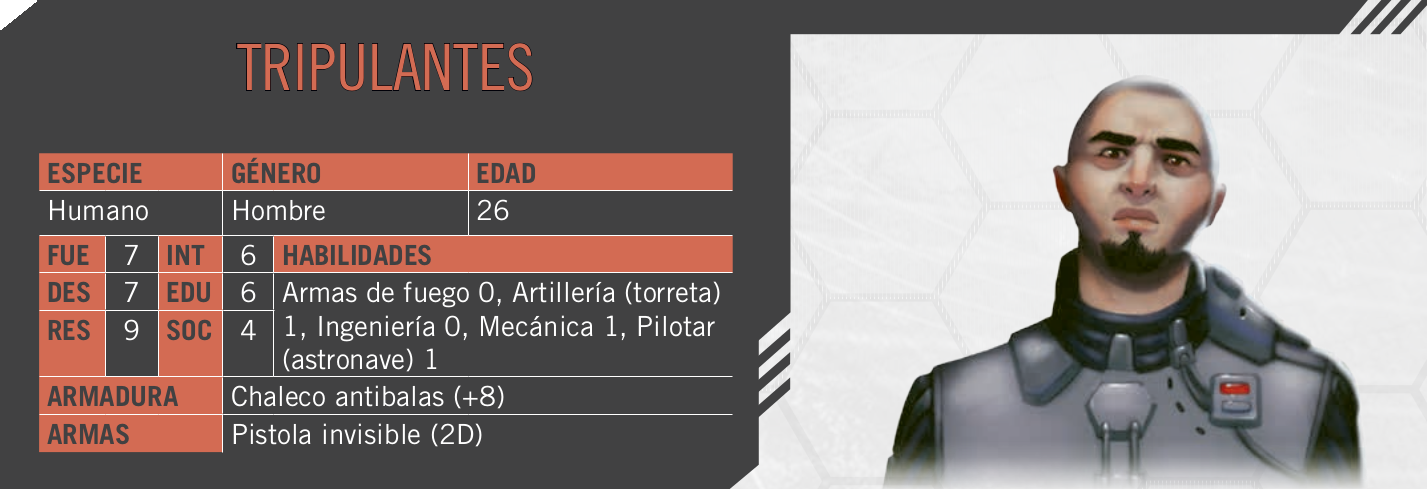 TRIPULANTES
ESPECIE GÉNERO EDAD
Humano Hombre 26
FUE 7 INT 6 HABILIDADES
DES 7 EDU 6 Armas de fuego 0, Artillería (torreta)
RES 9 SOC 4 1, Ingeniería 0, Mecánica 1, Pilotar
(astronave) 1
ARMADURA Chaleco antibalas (+8)
ARMAS Pistola invisible (2D)